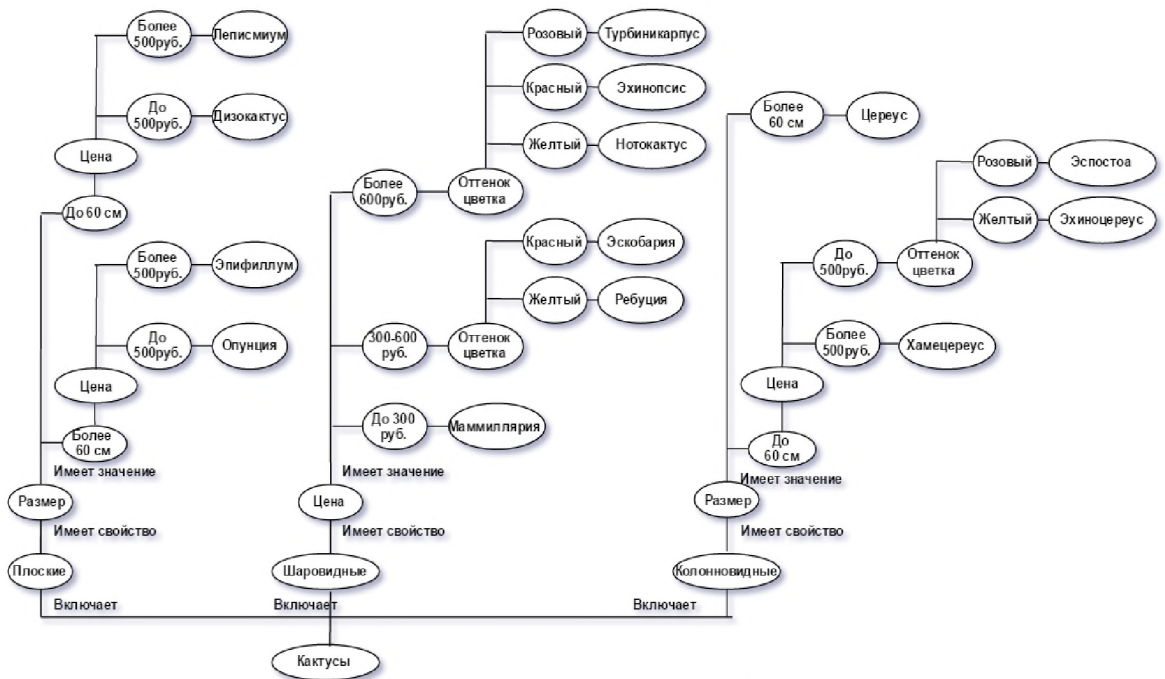 Более
500руб.
Леписмиум
До
500руб.
Дизокактус
Цена
До 60 см
Более
500руб.
Эпифиллум
До
500руб.
Опунция
Цена
Более
60 см
Имеет значение
Размер
Имеет свойство
Плоские
Включает
Розовый
Турбиникарпус
Красный
Эхинопсис
Желтый
Нотокактус
Более
600руб.
Оттенок
цветка
Красный
Эскобария
Желтый
Ребуция
300-600
руб.
Оттенок
цветка
До 300
руб.
Маммиллярия
Имеет значение
Цена
Имеет свойство
Шаровидные
Включает
Более
60 см
Цереус
Розовый
Эспостоа
Желтый
Эхиноцереус
До
500руб.
Оттенок
цветка
Более
500руб.
Хамецереус
Цена
До
60 см
Имеет значение
Размер
Имеет свойство
Колонновидные
Включает
Кактусы